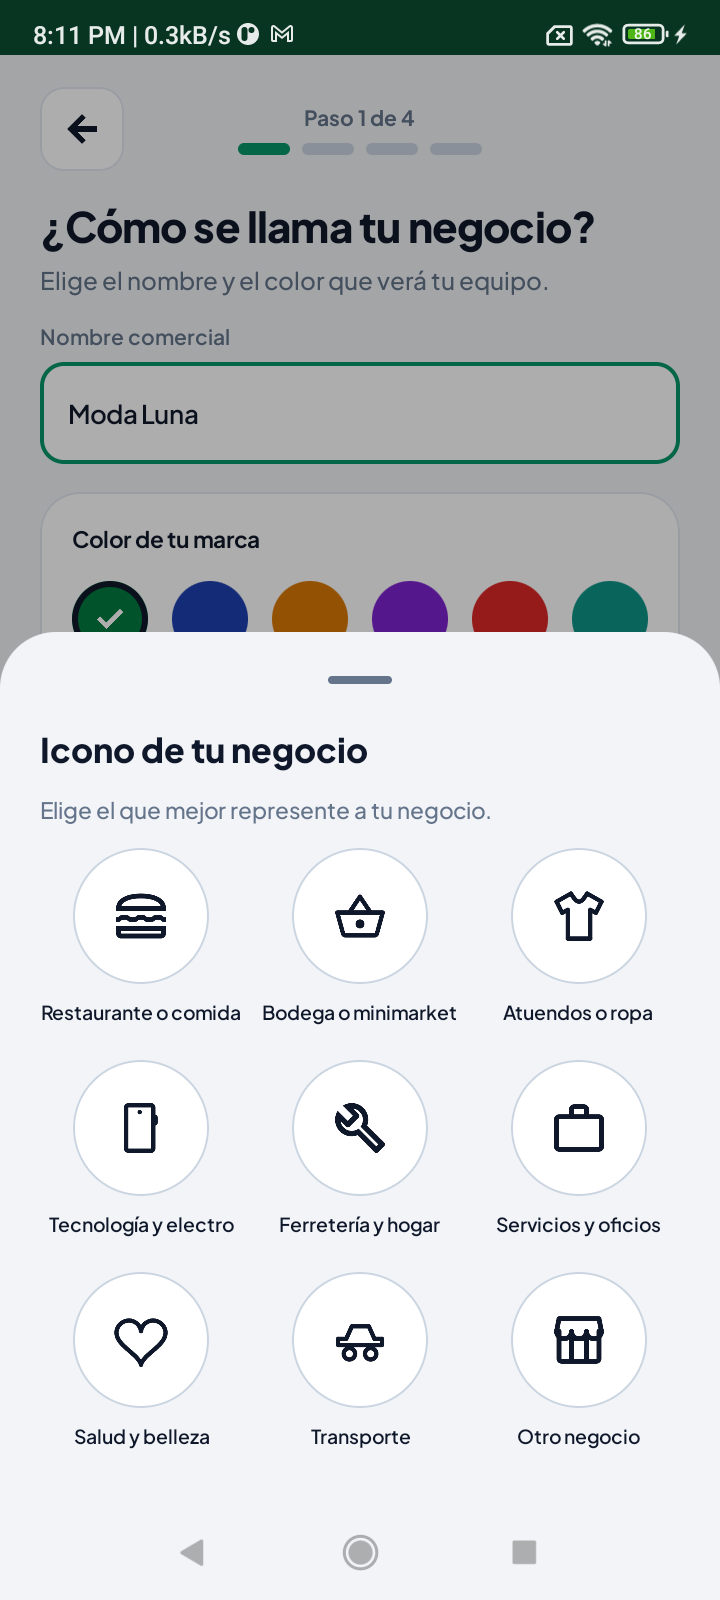 8:11 PM | 0.3kB/s
86
Paso 1 de 4
¿Cómo se llama tu negocio?
Elige el nombre y el color que verá tu equipo.
Nombre comercial
Moda Luna
Color de tu marca
Icono de tu negocio
Elige el que mejor represente a tu negocio.
Restaurante o comida
Bodega o minimarket
Atuendos o ropa
Tecnología y electro
Ferretería y hogar
Servicios y oficios
Salud y belleza
Transporte
Otro negocio